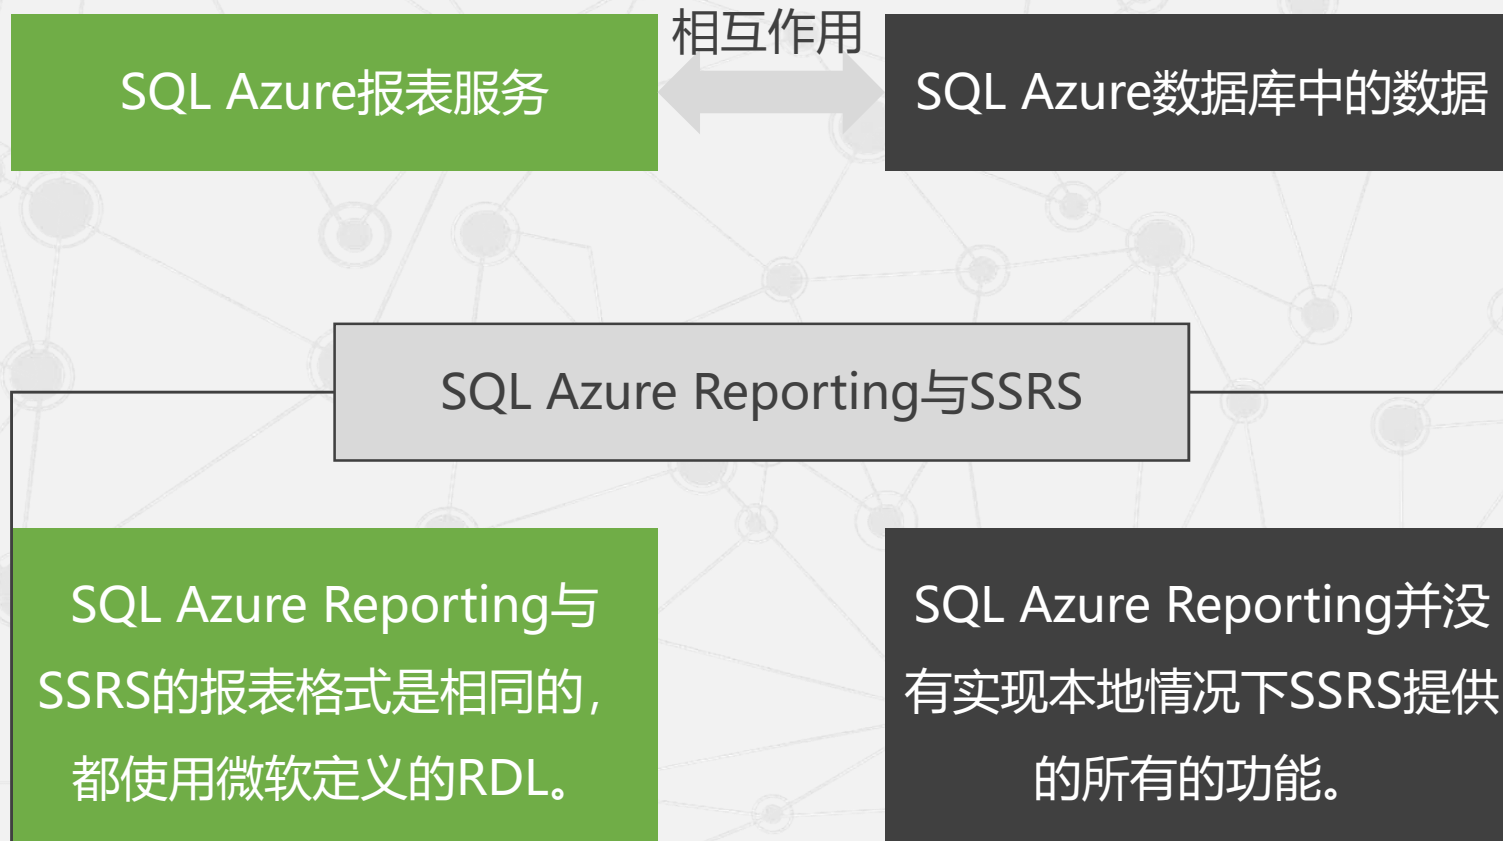 相互作用
SQL Azure报表服务
SQL Azure数据库中的数据
SQL Azure Reporting与SSRS
SQL Azure Reporting与
SSRS的报表格式是相同的，
都使用微软定义的RDL。
SQL Azure Reporting并没
有实现本地情况下SSRS提供
的所有的功能。